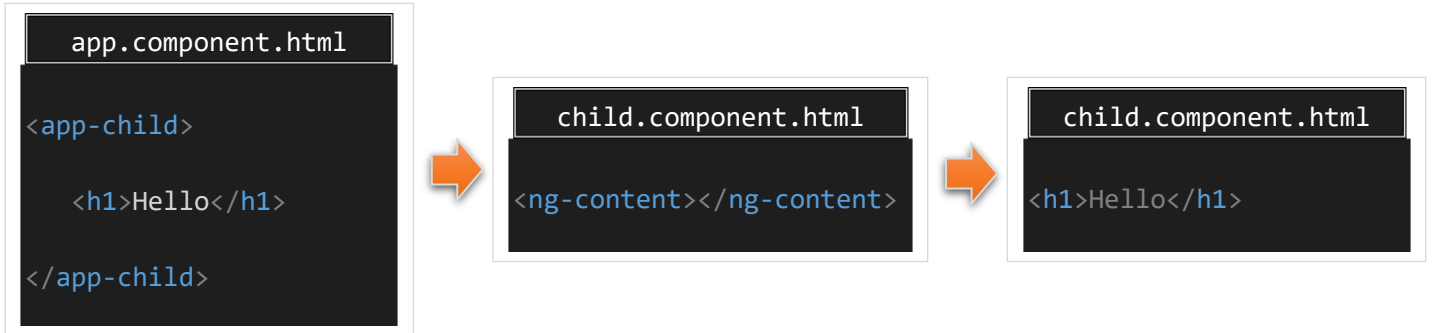 app.component.html
<app-child>
<h1>Hello</h1>
</app-child>
child.component.html
<ng-content></ng-content>
child.component.html
<h1>Hello</h1>